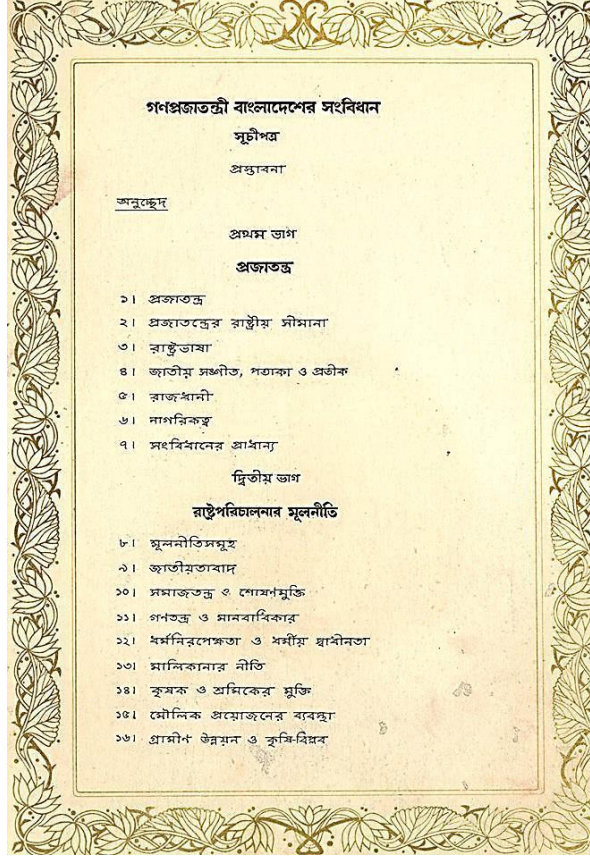 গণপ্রজাতন্ত্রী বাংলাদেশের সংবিধান
সূচীপত্র
প্রস্তাবনা
অনুচ্ছেদ
প্রথম ভাগ
প্রজাতন্ত্র
১। প্রজাতন্ত্র
২। প্রজাতন্ত্রের রাষ্ট্রীয় সীমানা
৩। রাষ্ট্রভাষা
৪। জাতীয় সঙ্গীত, পতাকা ও প্রতীক
৫। রাজধানী
৬। নাগরিকত্ব
৭। সংবিধানের প্রাধান্য
দ্বিতীয় ভাগ
রাষ্ট্রপরিচালনার মূলনীতি
৮। মূলনীতিসমূহ
৯। জাতীয়তাবাদ
১০। সমাজতন্ত্র ও শোষণমুক্তি
১১। গণতন্ত্র ও মানবাধিকার
১২। ধর্মনিরপেক্ষতা ও ধর্মীয় স্বাধীনতা
১৩। মালিকানার নীতি
১৪। কৃষক ও শ্রমিকের মুক্তি
১৫। মৌলিক প্রয়োজনের ব্যবস্থা
১৬। গ্রামীণ উন্নয়ন ও কৃষি-বিপ্লব